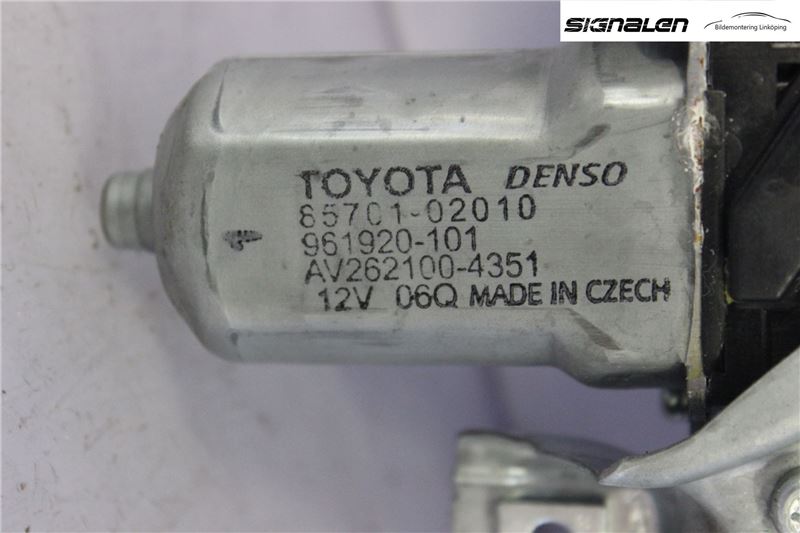 SIGNALEN
Bildemontering Linköping
TOYOTA DENSO
85701-02010
961920-101
AV262100-4351
12V 06Q MADE IN CZECH